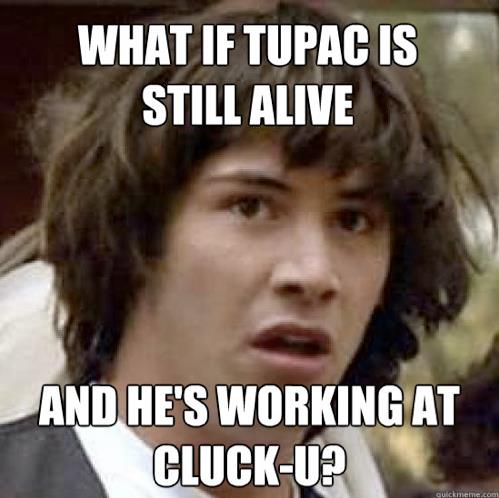 WHAT IF TUPAC IS
STILL ALIVE
AND HE'S WORKING AT
CLUCK-U?
quickmeme.com